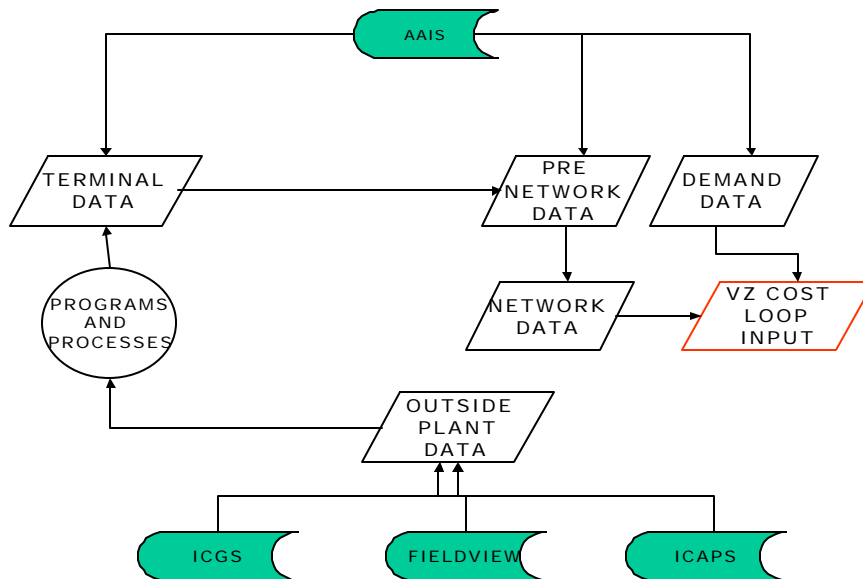 AAIS
TERMINAL
DATA
PRE
NETWORK
DATA
DEMAND
DATA
PROGRAMS
AND
PROCESSES
NETWORK
DATA
VZ COST
LOOP
INPUT
OUTSIDE
PLANT
DATA
ICGS
FIELDVIEW
ICAPS